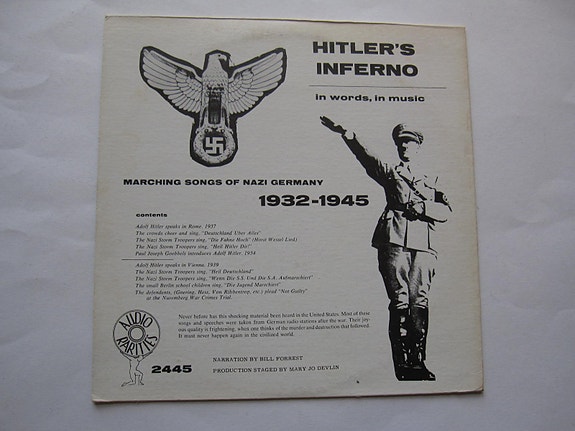 HITLER'S
INFERNO
in words, in music
MARCHING SONGS OF NAZI GERMANY
1932-1945
contents
Adolf Hitler speaks in Rome, 1937
The crowds cheer and sing, "Deutschland Uber Alles"
The Nazi Storm Troopers sing, "Die Fahne Hoch" (Horst Wessel Lied)
The Nazi Storm Troopers sing, "Heil Hitler Dir!"
Paul Joseph Goebbels introduces Adolf Hitler, 1934
Adolf Hitler speaks in Vienna, 1939
The Nazi Storm Troopers sing, "Heil Deutschland"
The Nazi Storm Troopers sing, "Wenn Die S.S. Und Die S.A. Aufmarschiert"
The small Berlin school children sing, "Die Jugend Marschiert"
The defendants, (Goering, Hess, Von Ribbentrop, etc.) plead "Not Guilty"
at the Nuremberg War Crimes Trial.
Never before has this shocking material been heard in the United States. Most of these
songs and speeches were taken from German radio stations after the war. Their joy-
ous quality is frightening, when one thinks of the murder and destruction that followed.
It must never happen again in the civilized world.
AUDIO
RARITIES
2445
NARRATION BY BILL FORREST
PRODUCTION STAGED BY MARY JO DEVLIN